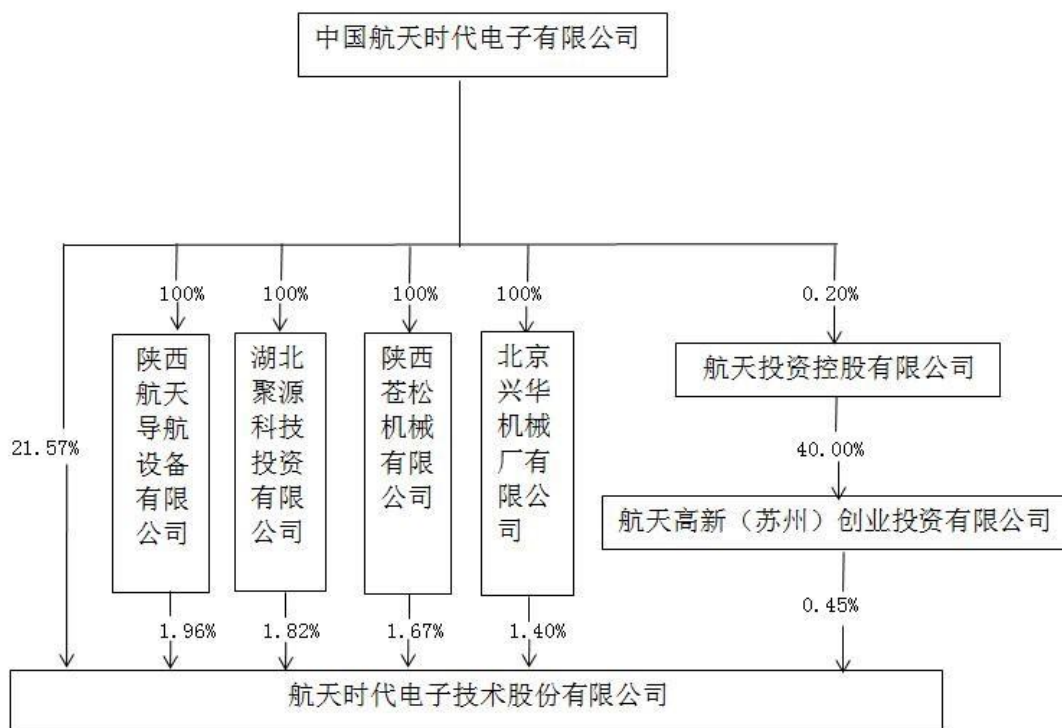 中国航天时代电子有限公司
100%
100%
100%
100%
0.20%
陕西
航天
导航
设备
有限
公司
湖北
聚源
科技
投资
有限
公司
陕西
苍松
机械
有限
公司
北京
兴华
机械
厂有
限公
司
航天投资控股有限公司
21.57%
40.00%
航天高新（苏州）创业投资有限公司
1.96%
1.82%
1.67%
1.40%
0.45%
航天时代电子技术股份有限公司